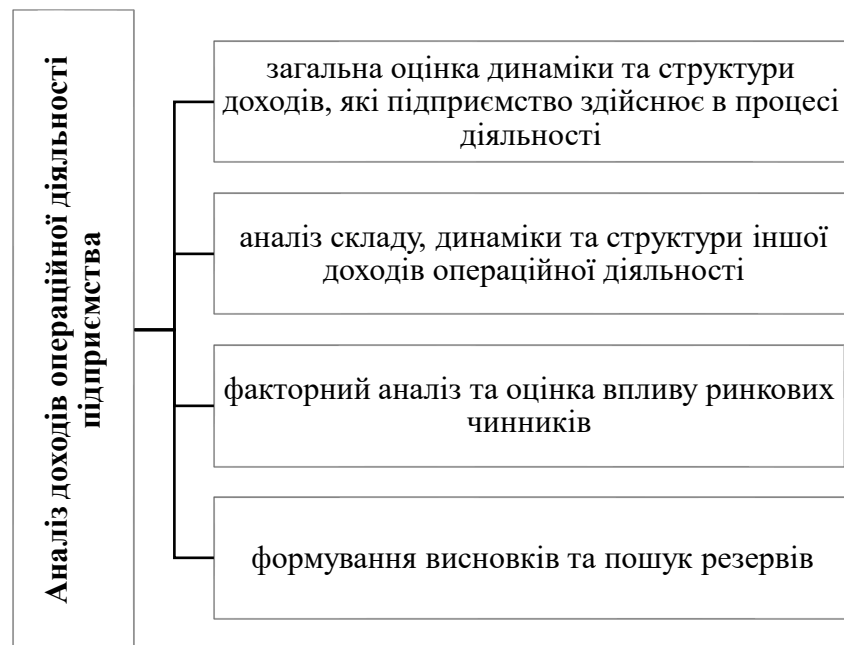 Аналіз доходів операційної діяльності
підприємства
загальна оцінка динаміки та структури
доходів, які підприємство здійснює в процесі
діяльності
аналіз складу, динаміки та структури іншої
доходів операційної діяльності
факторний аналіз та оцінка впливу ринкових
чинників
формування висновків та пошук резервів